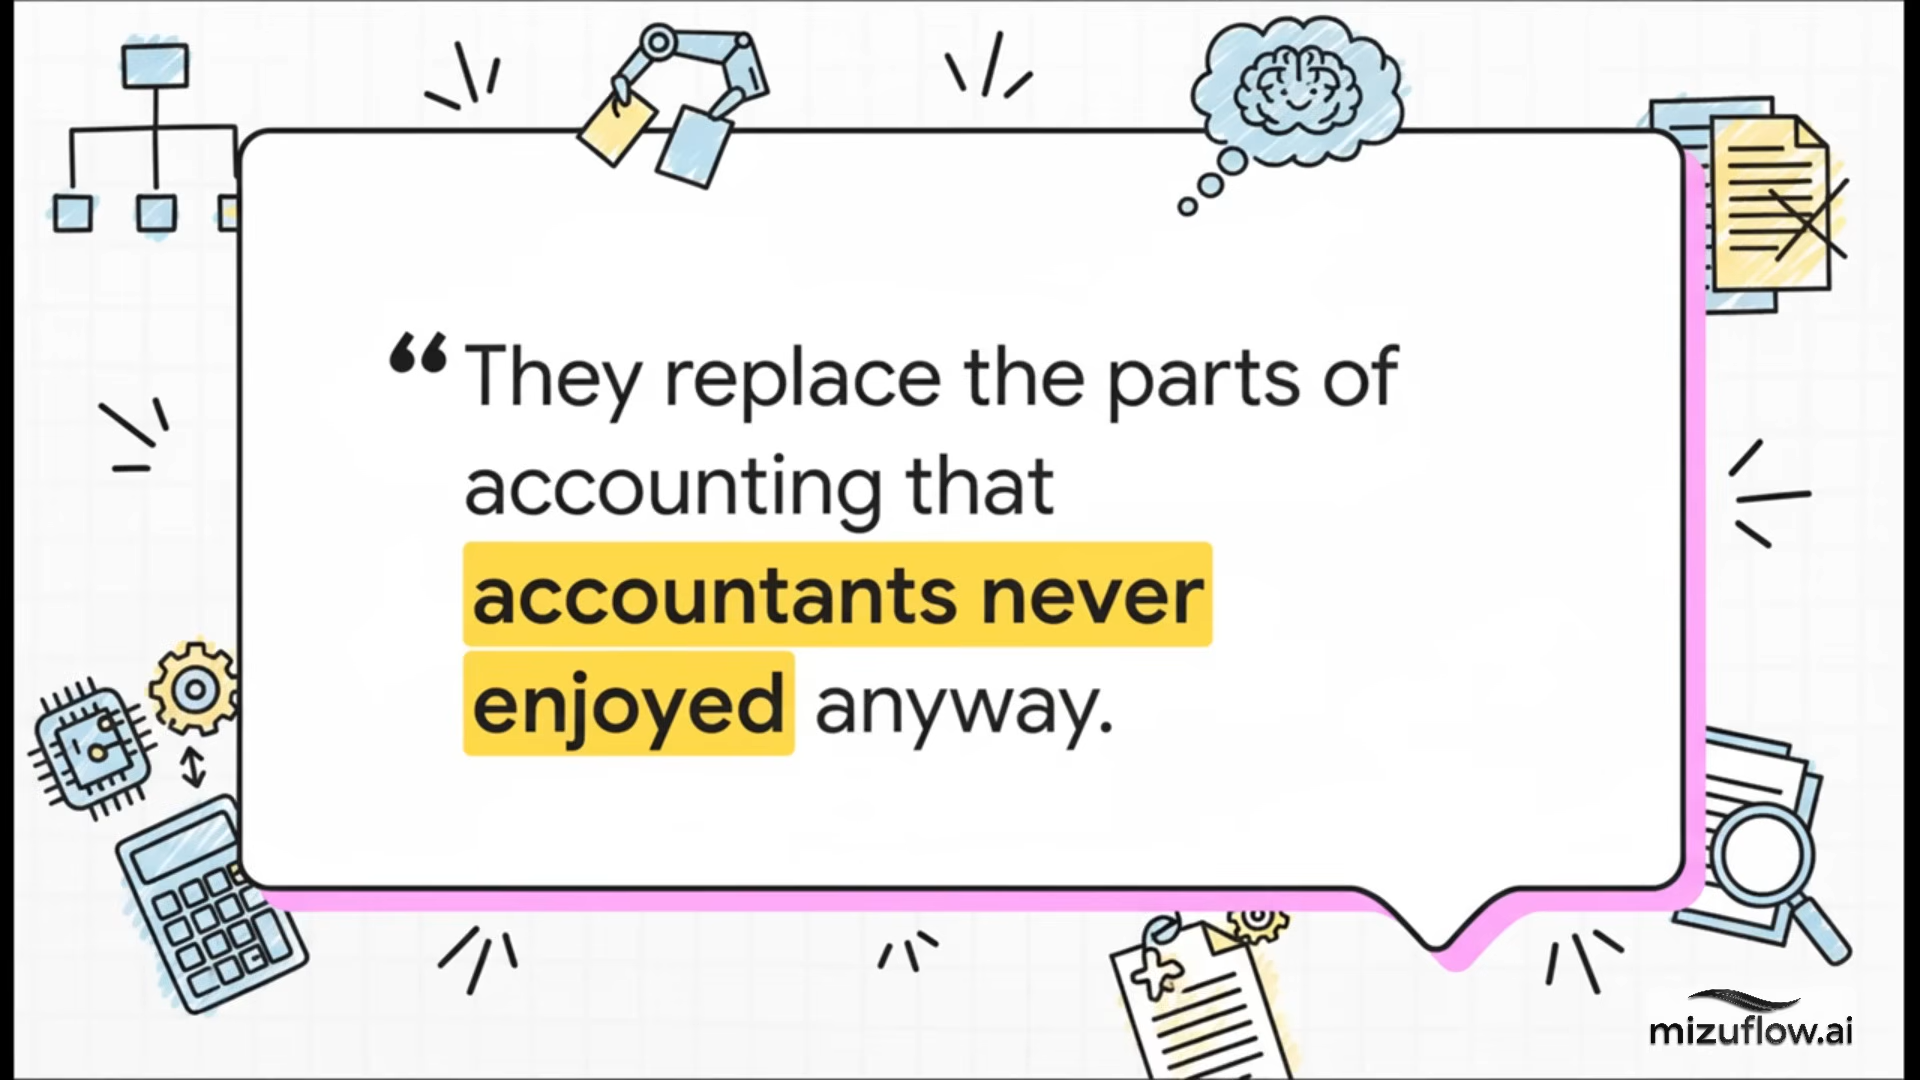 “They replace the parts of
accounting that
accountants never
enjoyed anyway.
mizuflow.ai